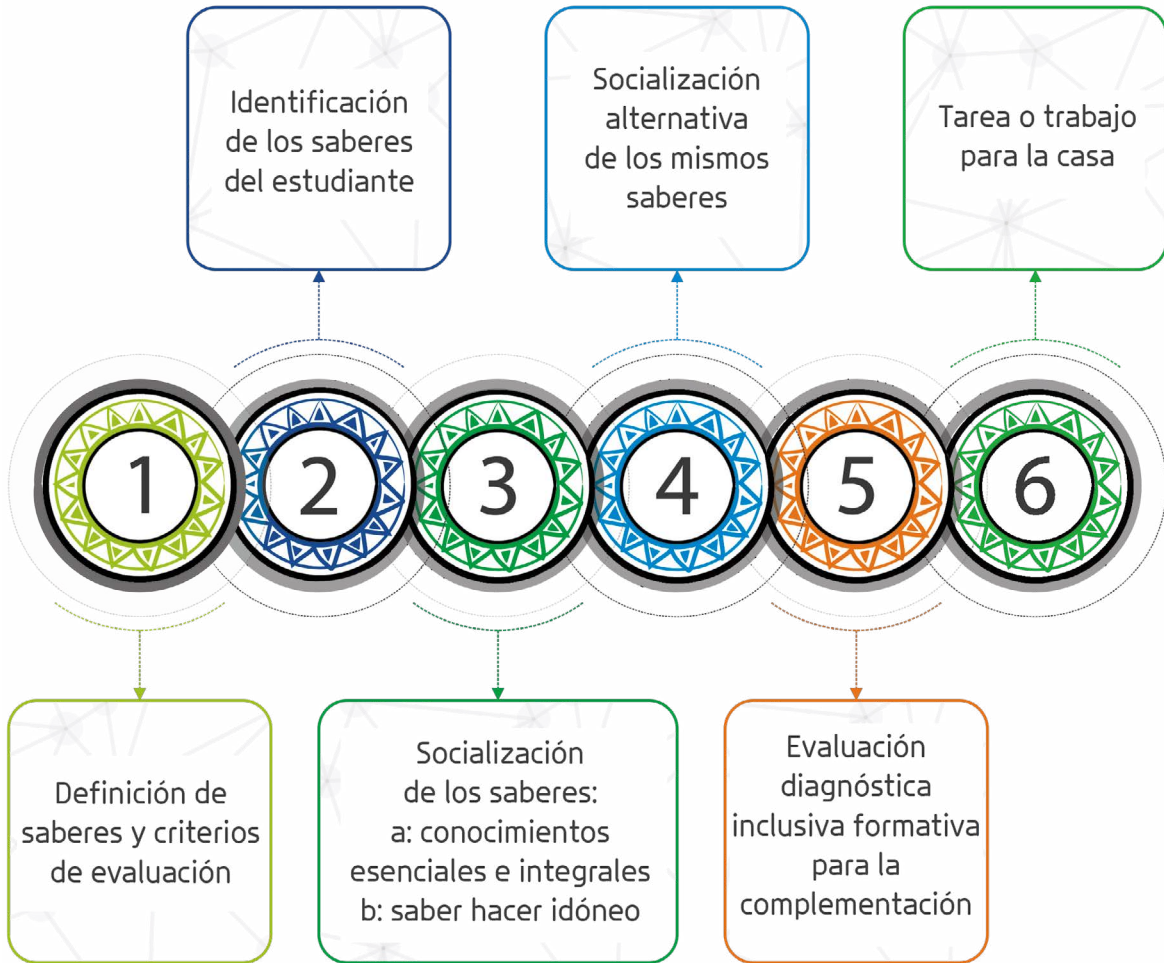 Identificación
de los saberes
del estudiante
Socialización
alternativa
de los mismos
saberes
Tarea o trabajo
para la casa
1
2
3
4
5
6
Definición de
saberes y criterios
de evaluación
Socialización
de los saberes:
a: conocimientos
esenciales e integrales
b: saber hacer idóneo
Evaluación
diagnóstica
inclusiva formativa
para la
complementación